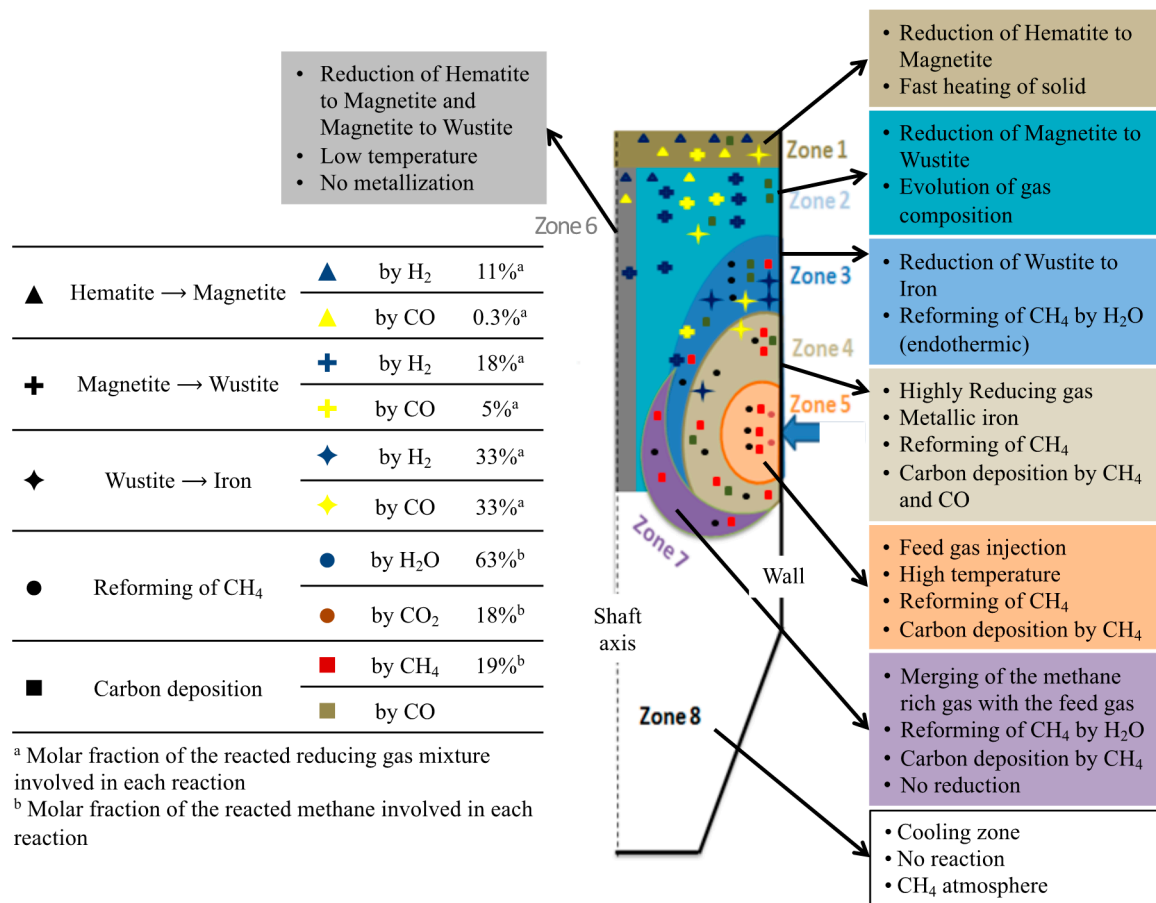 • Reduction of Hematite
to Magnetite and
Magnetite to Wustite
• Low temperature
• No metallization
Zone 6
▲ Hematite → Magnetite
by H₂ 11%ᵃ
by CO 0.3%ᵃ
Magnetite → Wustite
by H₂ 18%ᵃ
by CO 5%ᵃ
Wustite → Iron
by H₂ 33%ᵃ
by CO 33%ᵃ
Reforming of CH₄
by H₂O 63%ᵇ
by CO₂ 18%ᵇ
Carbon deposition
by CH₄ 19%ᵇ
by CO
ᵃ Molar fraction of the reacted reducing gas mixture
involved in each reaction
ᵇ Molar fraction of the reacted methane involved in each
reaction
Zone 1
Zone 2
Zone 3
Zone 4
Zone 5
Zone 7
Wall
Shaft
axis
Zone 8
• Reduction of Hematite to
Magnetite
• Fast heating of solid
• Reduction of Magnetite to
Wustite
• Evolution of gas
composition
• Reduction of Wustite to
Iron
• Reforming of CH₄ by H₂O
(endothermic)
• Highly Reducing gas
• Metallic iron
• Reforming of CH₄
• Carbon deposition by CH₄
and CO
• Feed gas injection
• High temperature
• Reforming of CH₄
• Carbon deposition by CH₄
• Merging of the methane
rich gas with the feed gas
• Reforming of CH₄ by H₂O
• Carbon deposition by CH₄
• No reduction
• Cooling zone
• No reaction
• CH₄ atmosphere